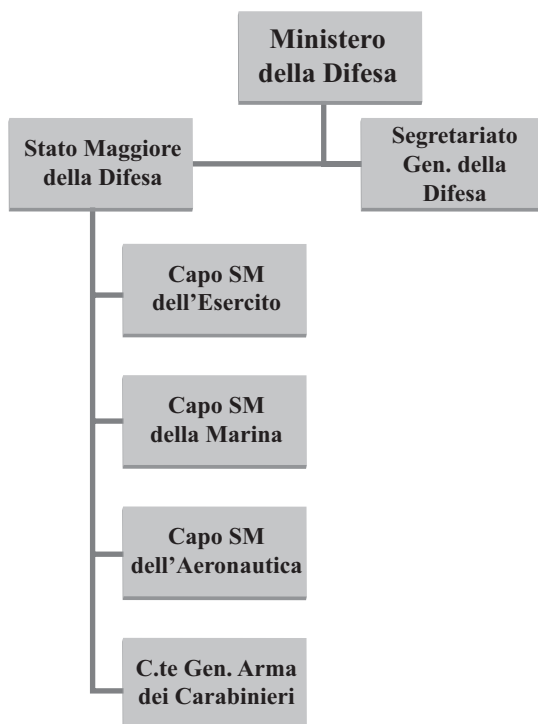 Ministero
della Difesa
Stato Maggiore
della Difesa
Segretariato
Gen. della
Difesa
Capo SM
dell’Esercito
Capo SM
della Marina
Capo SM
dell’Aeronautica
C.te Gen. Arma
dei Carabinieri